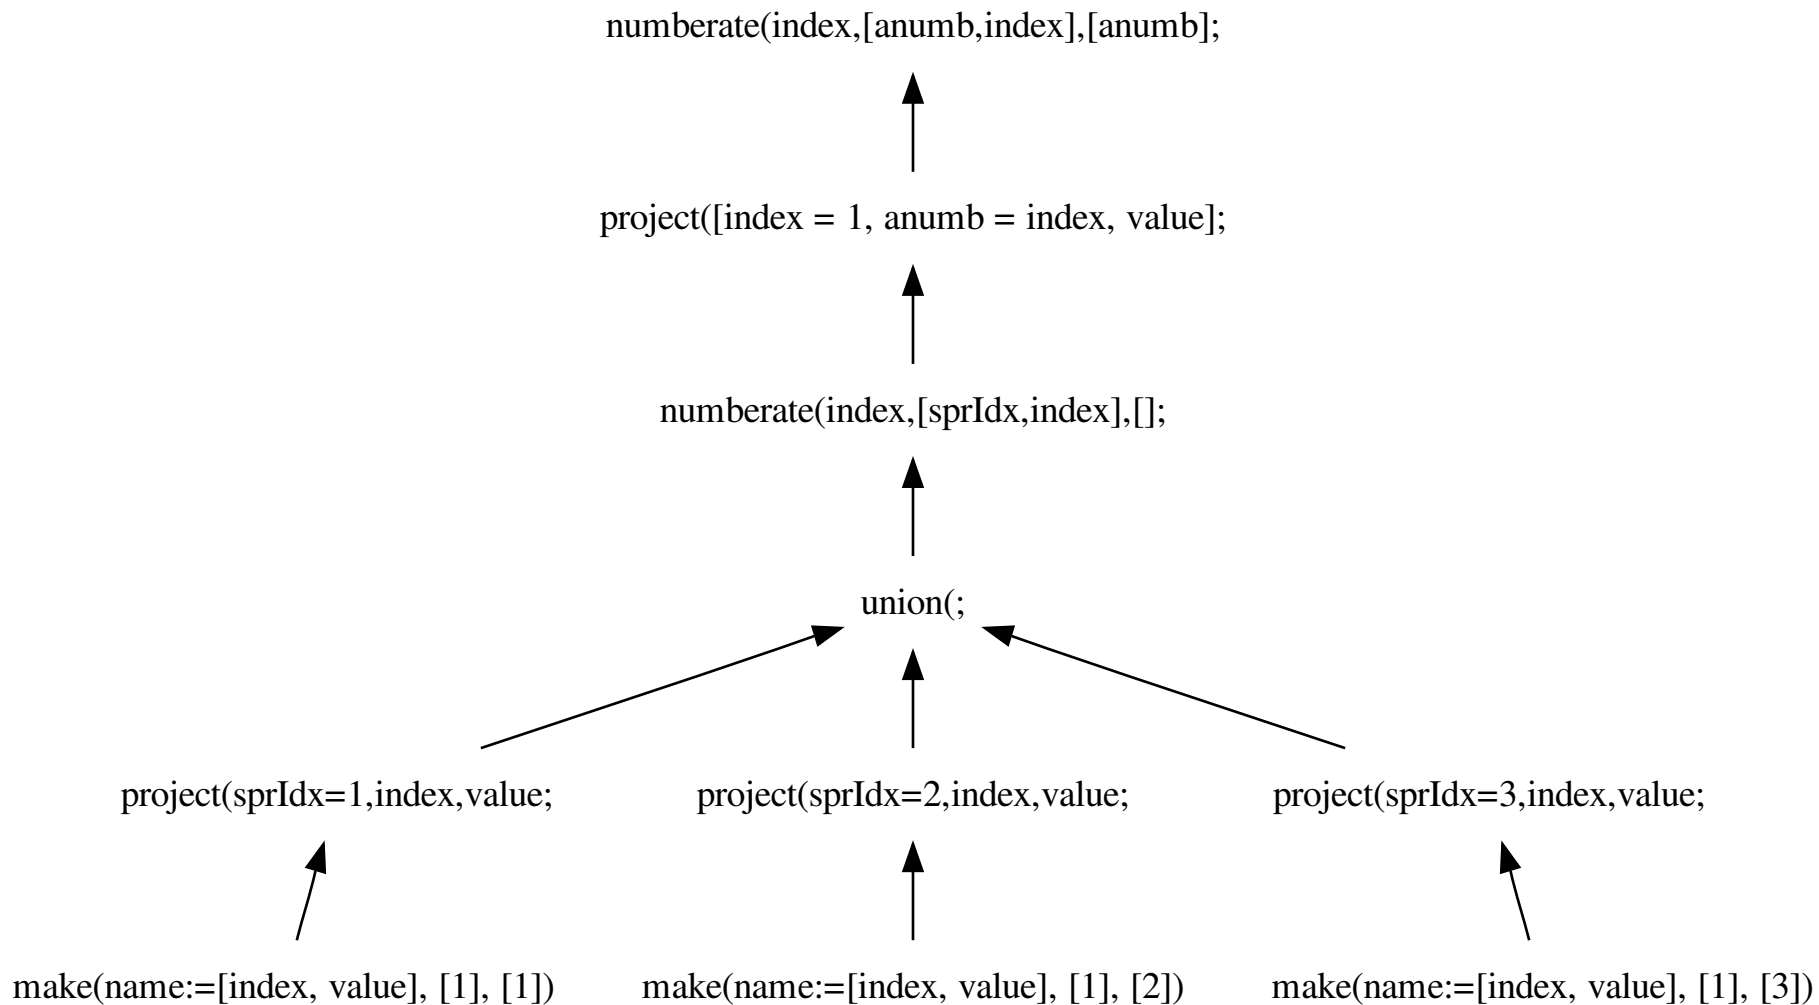 numberate(index,[anumb,index],[anumb];
project([index = 1, anumb = index, value];
numberate(index,[sprIdx,index],[];
union(;
project(sprIdx=1,index,value;
project(sprIdx=2,index,value;
project(sprIdx=3,index,value;
make(name:=[index, value], [1], [1])
make(name:=[index, value], [1], [2])
make(name:=[index, value], [1], [3])